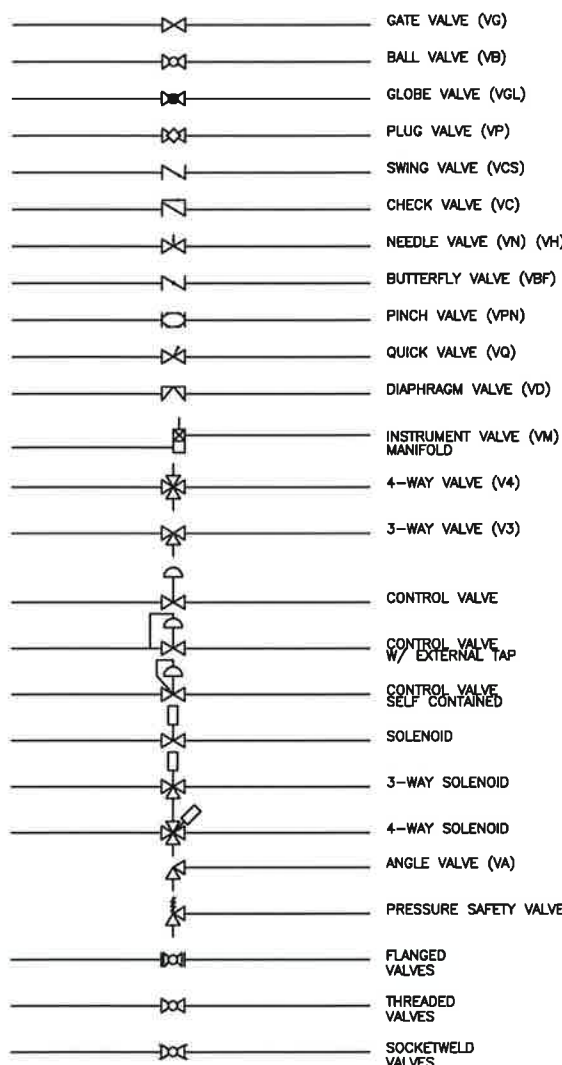 GATE VALVE (VG)
BALL VALVE (VB)
GLOBE VALVE (VGL)
PLUG VALVE (VP)
SWING VALVE (VCS)
CHECK VALVE (VC)
NEEDLE VALVE (VN) (VH)
BUTTERFLY VALVE (VBF)
PINCH VALVE (VPN)
QUICK VALVE (VQ)
DIAPHRAGM VALVE (VD)
INSTRUMENT VALVE (VM)
MANIFOLD
4-WAY VALVE (V4)
3-WAY VALVE (V3)
CONTROL VALVE
CONTROL VALVE
W/ EXTERNAL TAP
CONTROL VALVE
SELF CONTAINED
SOLENOID
3-WAY SOLENOID
4-WAY SOLENOID
ANGLE VALVE (VA)
PRESSURE SAFETY VALVE
FLANGED
VALVES
THREADED
VALVES
SOCKETWELD
VALVES